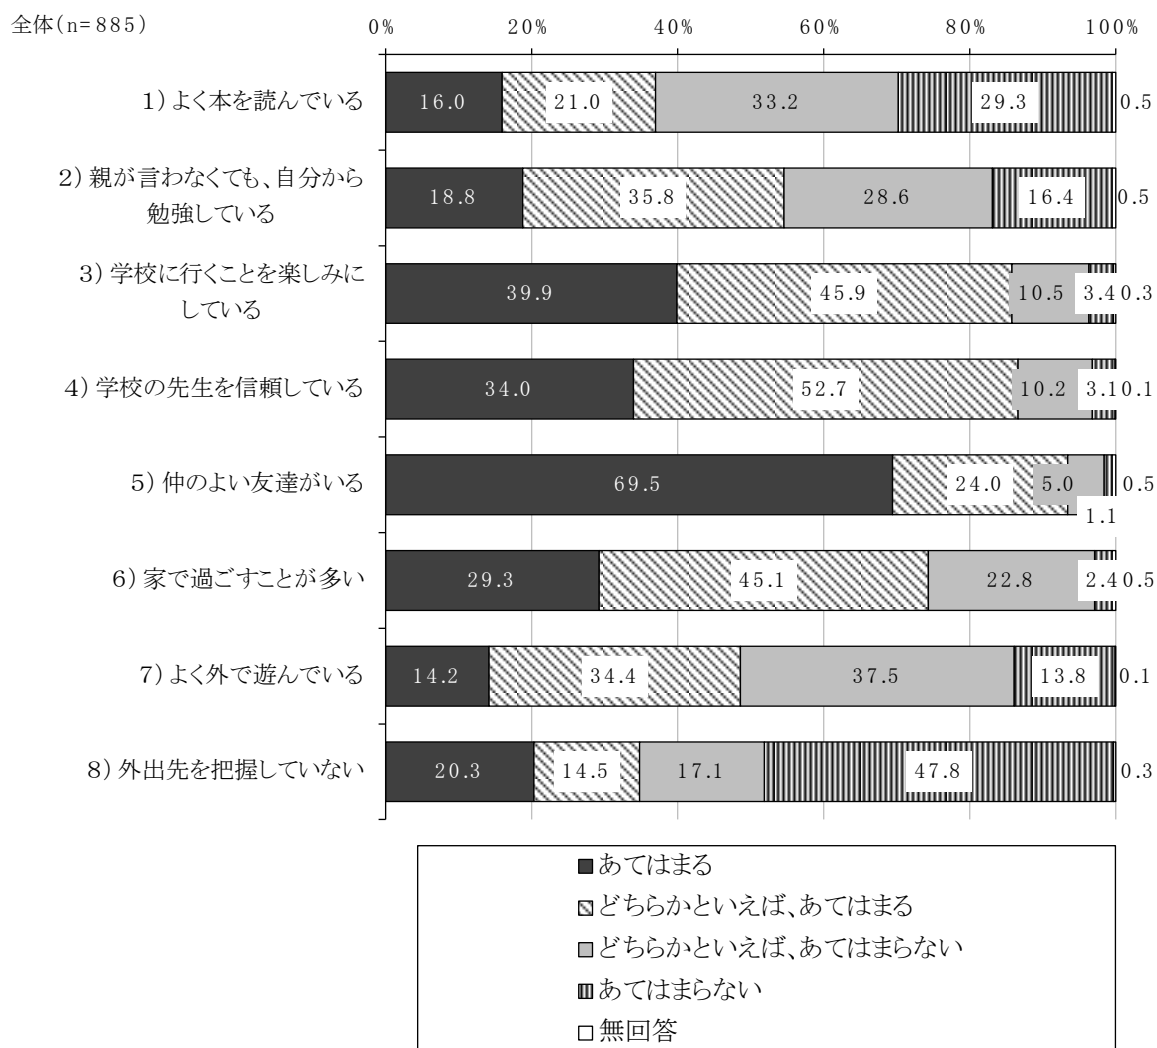 全体(n=885)
0% 20% 40% 60% 80% 100%
1)よく本を読んでいる
16.0 21.0 33.2 29.3 0.5
2)親が言わなくても、自分から
勉強している
18.8 35.8 28.6 16.4 0.5
3)学校に行くことを楽しみに
している
39.9 45.9 10.5 3.4 0.3
4)学校の先生を信頼している
34.0 52.7 10.2 3.1 0.1
5)仲のよい友達がいる
69.5 24.0 5.0 1.1 0.5
6)家で過ごすことが多い
29.3 45.1 22.8 2.4 0.5
7)よく外で遊んでいる
14.2 34.4 37.5 13.8 0.1
8)外出先を把握していない
20.3 14.5 17.1 47.8 0.3
あてはまる
どちらかといえば、あてはまる
どちらかといえば、あてはまらない
あてはまらない
無回答